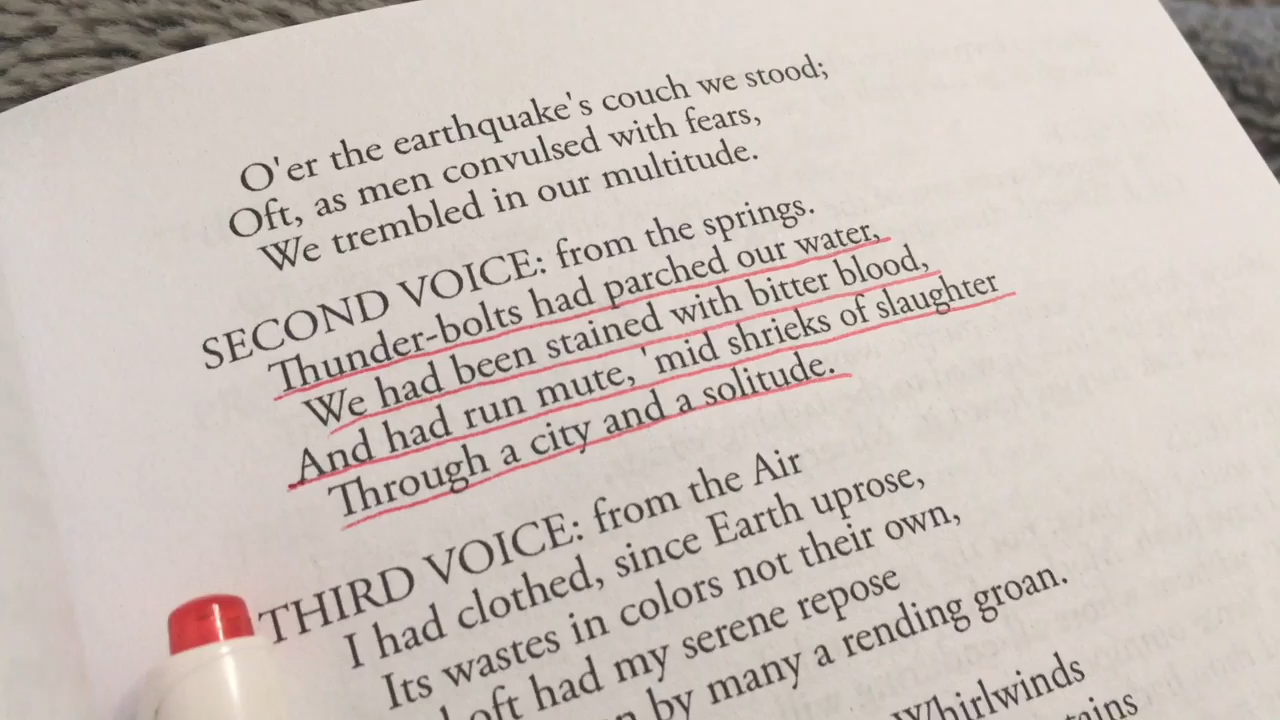 O'er the earthquake's couch we stood;
Oft, as men convulsed with fears,
We trembled in our multitude.
SECOND VOICE: from the springs.
Thunder-bolts had parched our water,
We had been stained with bitter blood,
And had run mute, 'mid shrieks of slaughter
Through a city and a solitude.
THIRD VOICE: from the Air
I had clothed, since Earth uprose,
Its wastes in colors not their own,
oft had my serene repose
by many a rending groan.
Whirlwinds